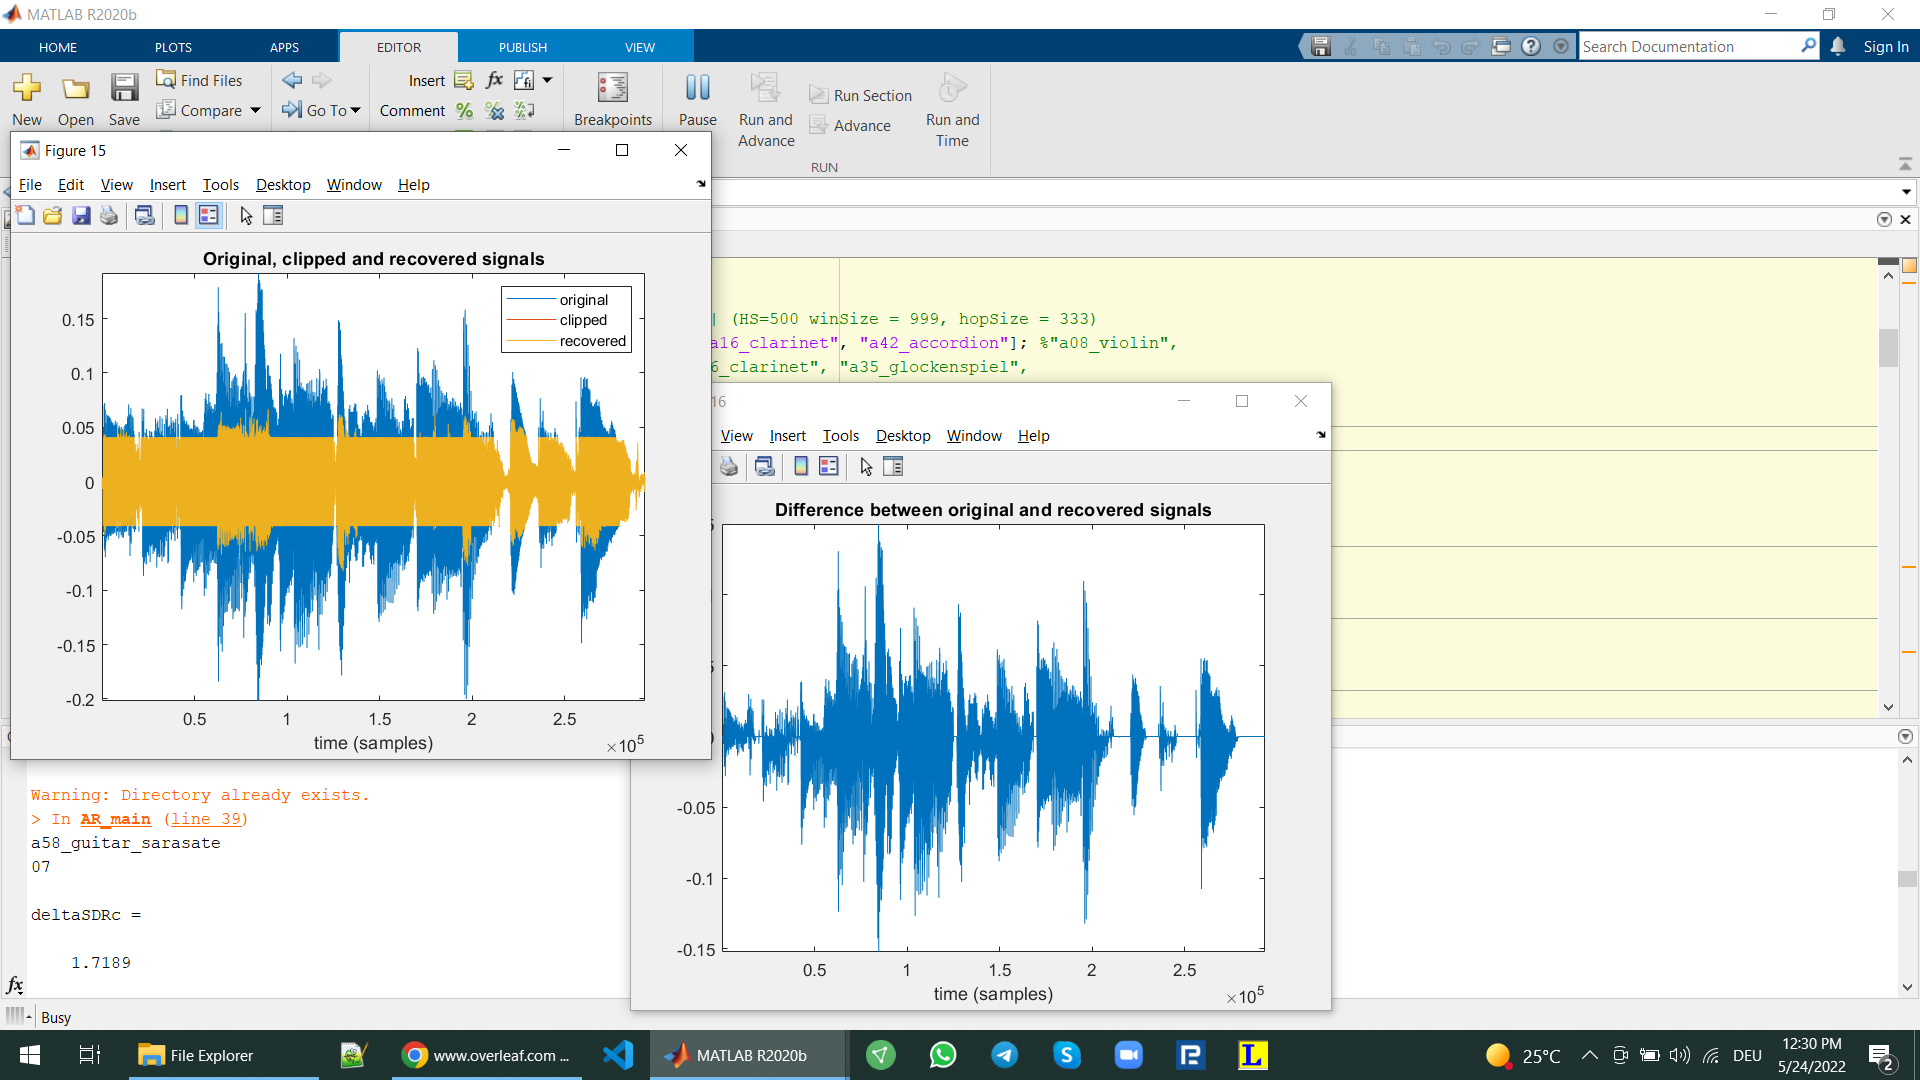 MATLAB R2020b
HOME PLOTS APPS EDITOR PUBLISH VIEW
Search Documentation
Sign In
New
Open
Save
Find Files
Compare
Go To
Insert
fx
Comment
Breakpoints
Pause
Run and Advance
Run Section
Advance
Run and Time
RUN
Figure 15
File Edit View Insert Tools Desktop Window Help
Original, clipped and recovered signals
original
clipped
recovered
0.15
0.1
0.05
0
-0.05
-0.1
-0.15
-0.2
0.5 1 1.5 2 2.5
time (samples)
×10^5
(HS=500 winSize = 999, hopSize = 333)
a16_clarinet", "a42_accordion"]; %"a08_violin",
6_clarinet", "a35_glockenspiel",
16
View Insert Tools Desktop Window Help
Difference between original and recovered signals
5
5
0
-0.05
-0.1
-0.15
0.5 1 1.5 2 2.5
time (samples)
×10^5
Warning: Directory already exists.
> In AR_main (line 39)
a58_guitar_sarasate
07
deltaSDRc =
1.7189
fx
Busy
File Explorer
www.overleaf.com ...
MATLAB R2020b
25°C
DEU
12:30 PM
5/24/2022
2